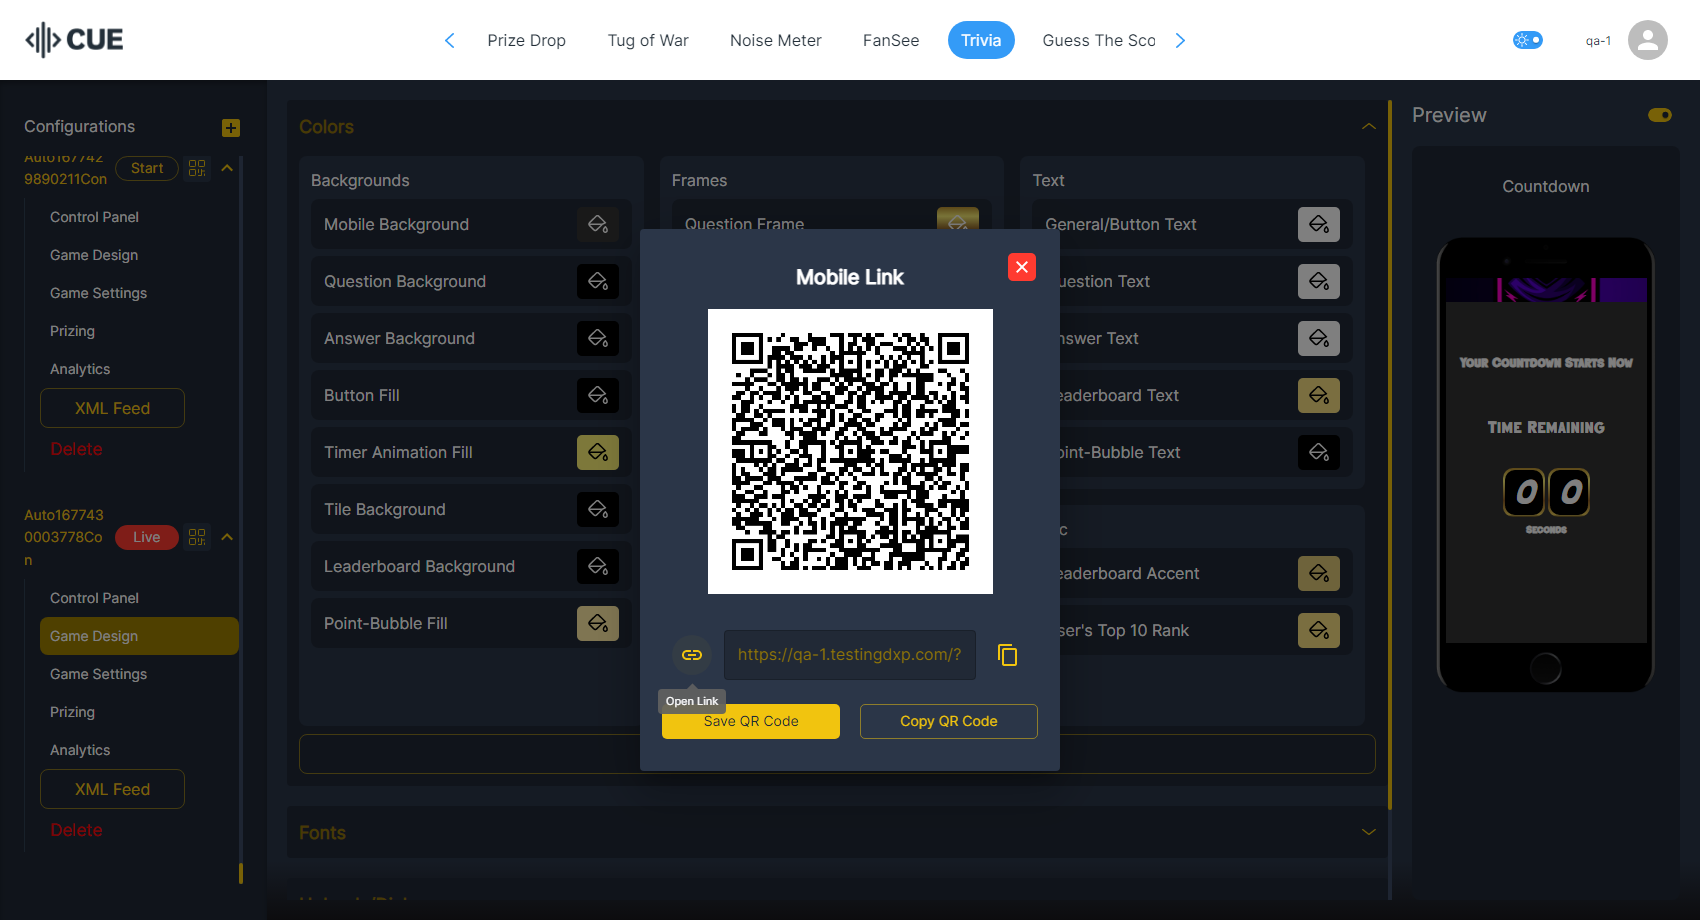 CUE
Prize Drop
Tug of War
Noise Meter
FanSee
Trivia
Guess The Sco
qa-1
Configurations
Auto167742
9890211Con
Start
Control Panel
Game Design
Game Settings
Prizing
Analytics
XML Feed
Delete
Auto167743
0003778Co
n
Live
Control Panel
Game Design
Game Settings
Prizing
Analytics
XML Feed
Delete
Colors
Backgrounds
Mobile Background
Question Background
Answer Background
Button Fill
Timer Animation Fill
Tile Background
Leaderboard Background
Point-Bubble Fill
Frames
Question Frame
Text
General/Button Text
uestion Text
nswer Text
eaderboard Text
oint-Bubble Text
c
eaderboard Accent
ser's Top 10 Rank
Fonts
Mobile Link
https://qa-1.testingdxp.com/?
Open Link
Save QR Code
Copy QR Code
Preview
Countdown
Your Countdown Starts Now
Time Remaining
0 0
Seconds